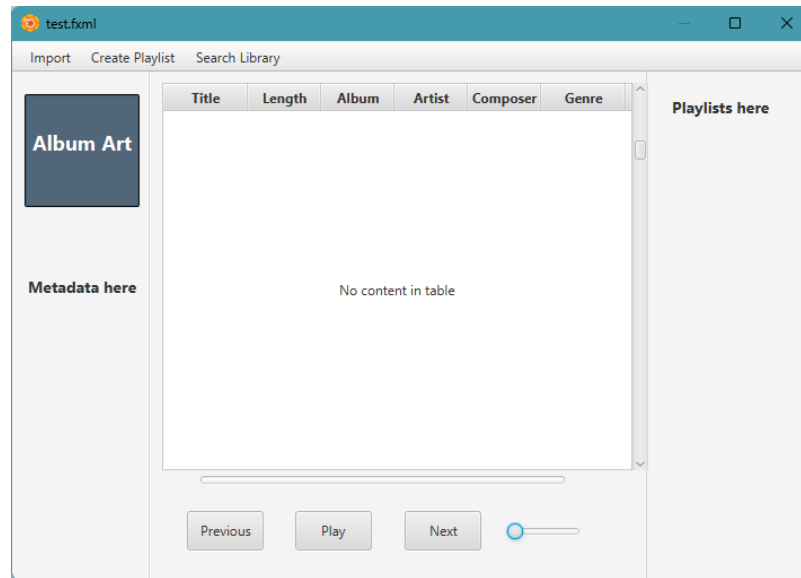 test.fxml
Import Create Playlist Search Library
Title Length Album Artist Composer Genre
Album Art
Playlists here
Metadata here
No content in table
Previous Play Next